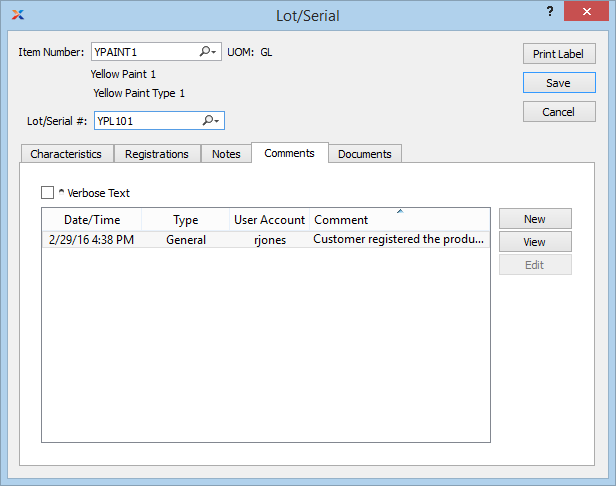 Lot/Serial
?
Item Number: YPAINT1 UOM: GL
Print Label
Yellow Paint 1
Save
Yellow Paint Type 1
Cancel
Lot/Serial #: YPL101
Characteristics Registrations Notes Comments Documents
^ Verbose Text
Date/Time Type User Account Comment
New
2/29/16 4:38 PM General rjones Customer registered the produ...
View
Edit